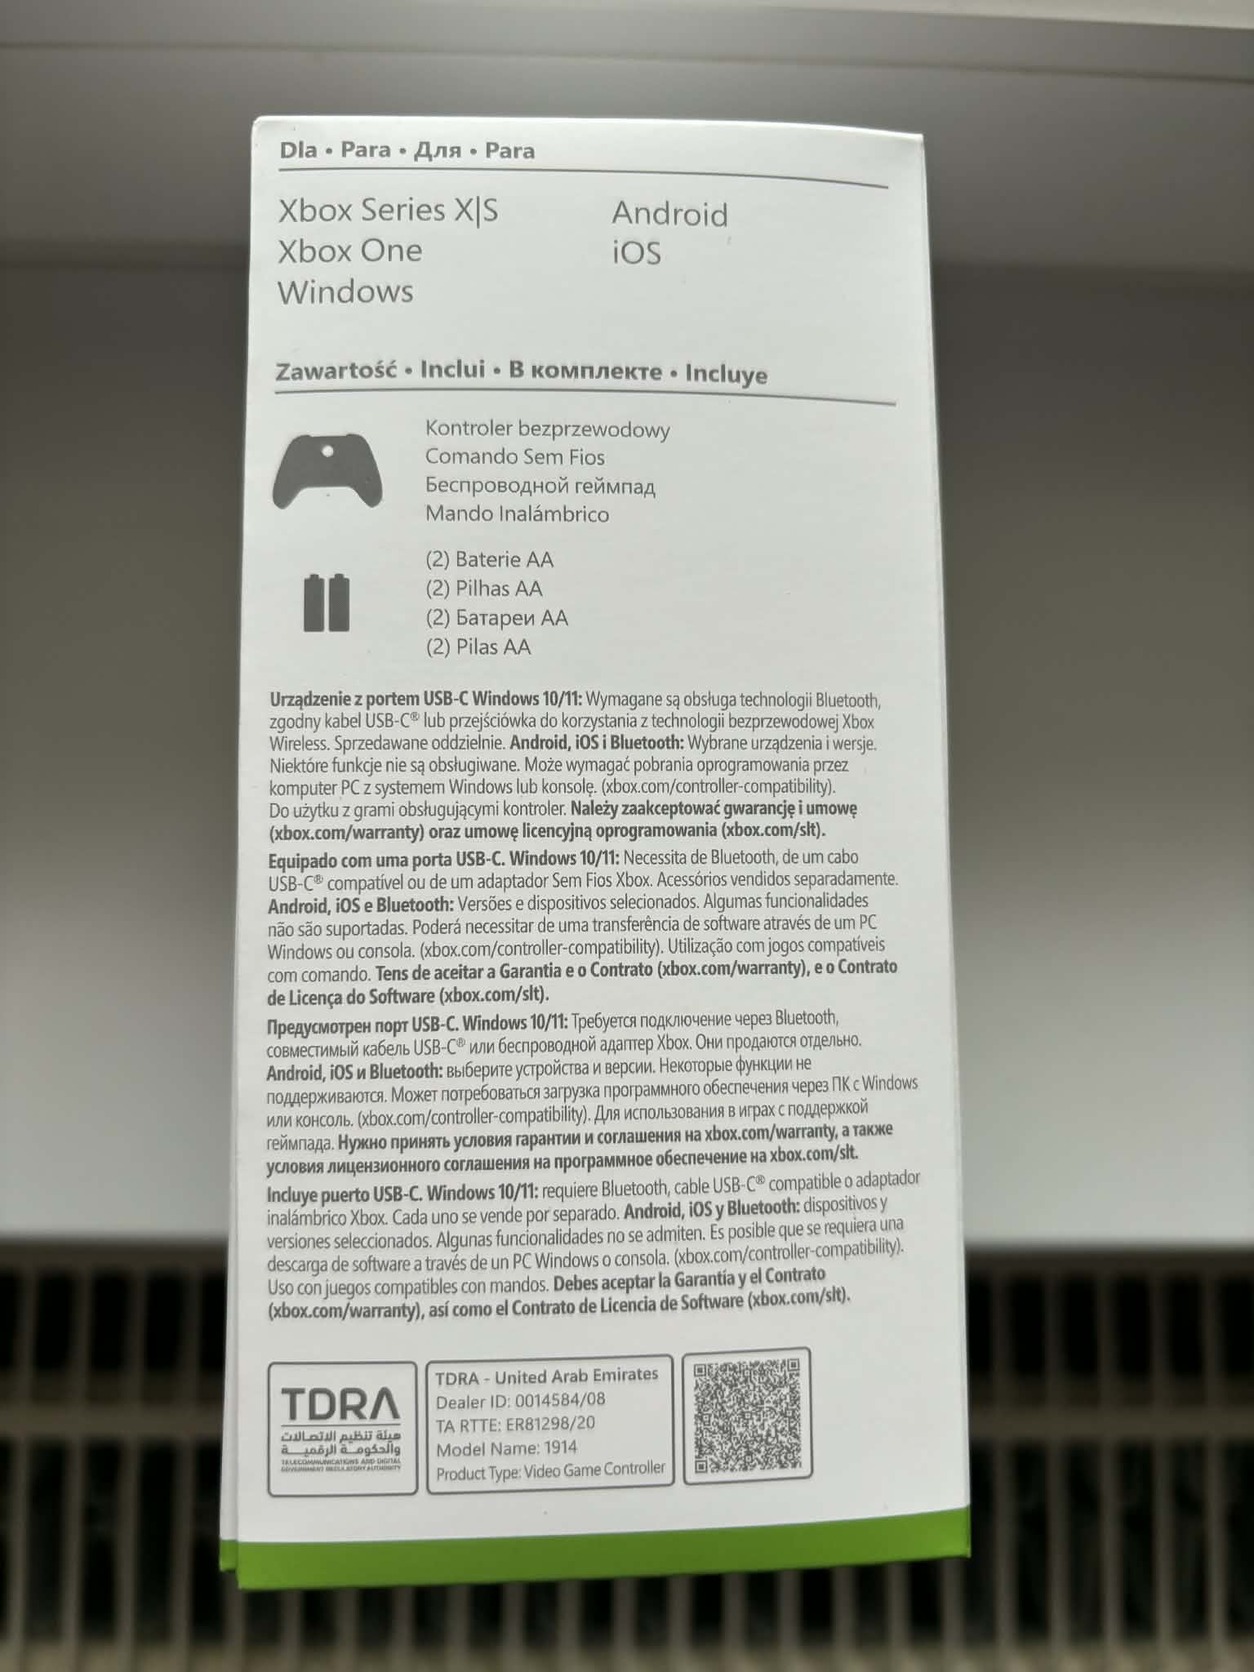 Dla • Para • Для • Para
Xbox Series X|S
Xbox One
Windows
Android
iOS
Zawartość • Inclui • В комплекте • Incluye
Kontroler bezprzewodowy
Comando Sem Fios
Беспроводной геймпад
Mando Inalámbrico
(2) Baterie AA
(2) Pilhas AA
(2) Батареи AA
(2) Pilas AA
Urządzenie z portem USB-C Windows 10/11: Wymagane są obsługa technologii Bluetooth,
zgodny kabel USB-C® lub przejściówka do korzystania z technologii bezprzewodowej Xbox
Wireless. Sprzedawane oddzielnie. Android, iOS i Bluetooth: Wybrane urządzenia i wersje.
Niektóre funkcje nie są obsługiwane. Może wymagać pobrania oprogramowania przez
komputer PC z systemem Windows lub konsolę. (xbox.com/controller-compatibility).
Do użytku z grami obsługującymi kontroler. Należy zaakceptować gwarancję i umowę
(xbox.com/warranty) oraz umowę licencyjną oprogramowania (xbox.com/slt).
Equipado com uma porta USB-C. Windows 10/11: Necessita de Bluetooth, de um cabo
USB-C® compatível ou de um adaptador Sem Fios Xbox. Acessórios vendidos separadamente.
Android, iOS e Bluetooth: Versões e dispositivos selecionados. Algumas funcionalidades
não são suportadas. Poderá necessitar de uma transferência de software através de um PC
Windows ou consola. (xbox.com/controller-compatibility). Utilização com jogos compatíveis
com comando. Tens de aceitar a Garantia e o Contrato (xbox.com/warranty), e o Contrato
de Licença do Software (xbox.com/slt).
Предусмотрен порт USB-C. Windows 10/11: Требуется подключение через Bluetooth,
совместимый кабель USB-C® или беспроводной адаптер Xbox. Они продаются отдельно.
Android, iOS и Bluetooth: выберите устройства и версии. Некоторые функции не
поддерживаются. Может потребоваться загрузка программного обеспечения через ПК с Windows
или консоль. (xbox.com/controller-compatibility). Для использования в играх с поддержкой
геймпада. Нужно принять условия гарантии и соглашения на xbox.com/warranty, а также
условия лицензионного соглашения на программное обеспечение на xbox.com/slt.
Incluye puerto USB-C. Windows 10/11: requiere Bluetooth, cable USB-C® compatible o adaptador
inalámbrico Xbox. Cada uno se vende por separado. Android, iOS y Bluetooth: dispositivos y
versiones seleccionados. Algunas funcionalidades no se admiten. Es posible que se requiera una
descarga de software a través de un PC Windows o consola. (xbox.com/controller-compatibility).
Uso con juegos compatibles con mandos. Debes aceptar la Garantía y el Contrato
(xbox.com/warranty), así como el Contrato de Licencia de Software (xbox.com/slt).
TDRA
هيئة تنظيم الاتصالات
والحكومة الرقمية
TELECOMMUNICATIONS AND DIGITAL
GOVERNMENT REGULATORY AUTHORITY
TDRA - United Arab Emirates
Dealer ID: 0014584/08
TA RTTE: ER81298/20
Model Name: 1914
Product Type: Video Game Controller